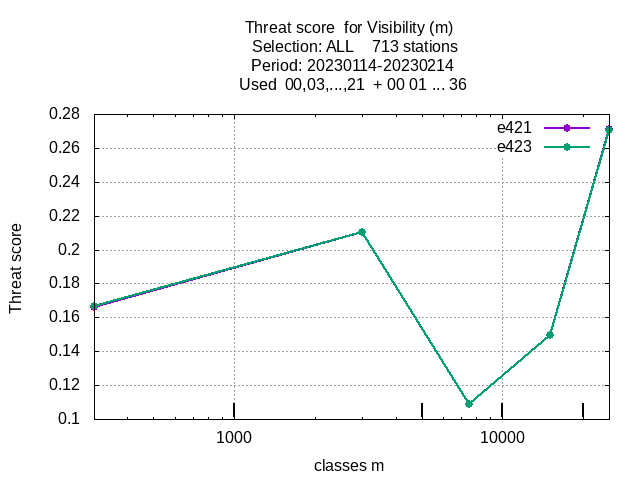 Threat score  for Visibility (m)
Selection: ALL    713 stations
Period: 20230114-20230214
Used  00,03,...,21  + 00 01 ... 36
0.28
0.26
0.24
0.22
0.2
0.18
0.16
0.14
0.12
0.1
Threat score
e421
e423
1000
10000
classes m